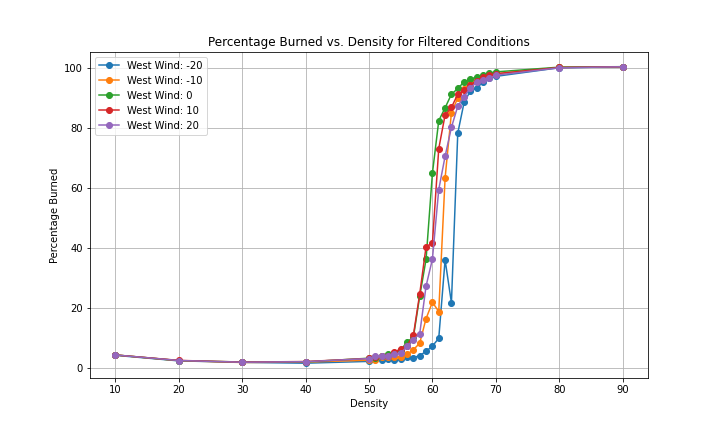 Percentage Burned vs. Density for Filtered Conditions
West Wind: -20
West Wind: -10
West Wind: 0
West Wind: 10
West Wind: 20
Percentage Burned
100
80
60
40
20
0
10 20 30 40 50 60 70 80 90
Density